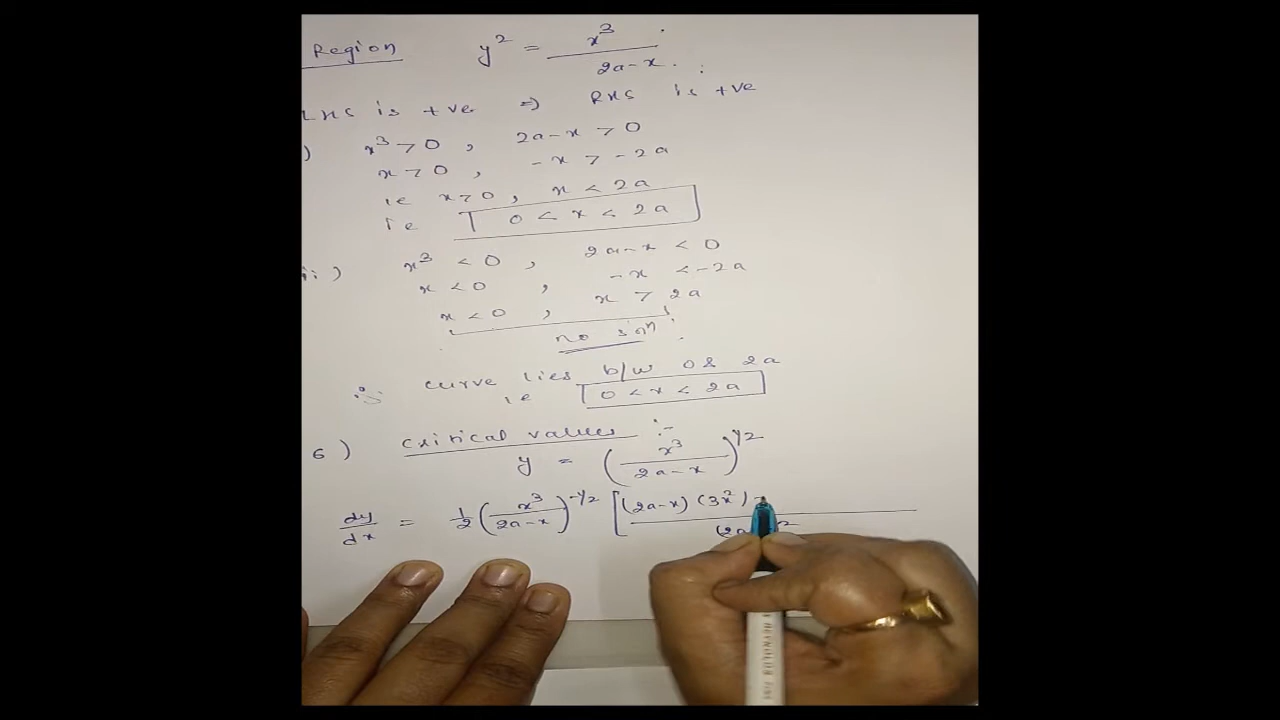 Region y² = x³ / 2a-x
LHS is +ve ⇒ RHS is +ve
) x³ > 0 , 2a-x > 0
x > 0 , -x > -2a
ie x > 0 , x < 2a
ie 0 < x < 2a
ii) x³ < 0 , 2a-x < 0
x < 0 , -x < -2a
x < 0 , x > 2a
no solⁿ
curve lies b/w 0 & 2a
ie 0 < x < 2a
6) critical values :-
y = (x³ / 2a-x)^1/2
dy/dx = 1/2 (x³ / 2a-x)^-1/2 [(2a-x) (3x²) -